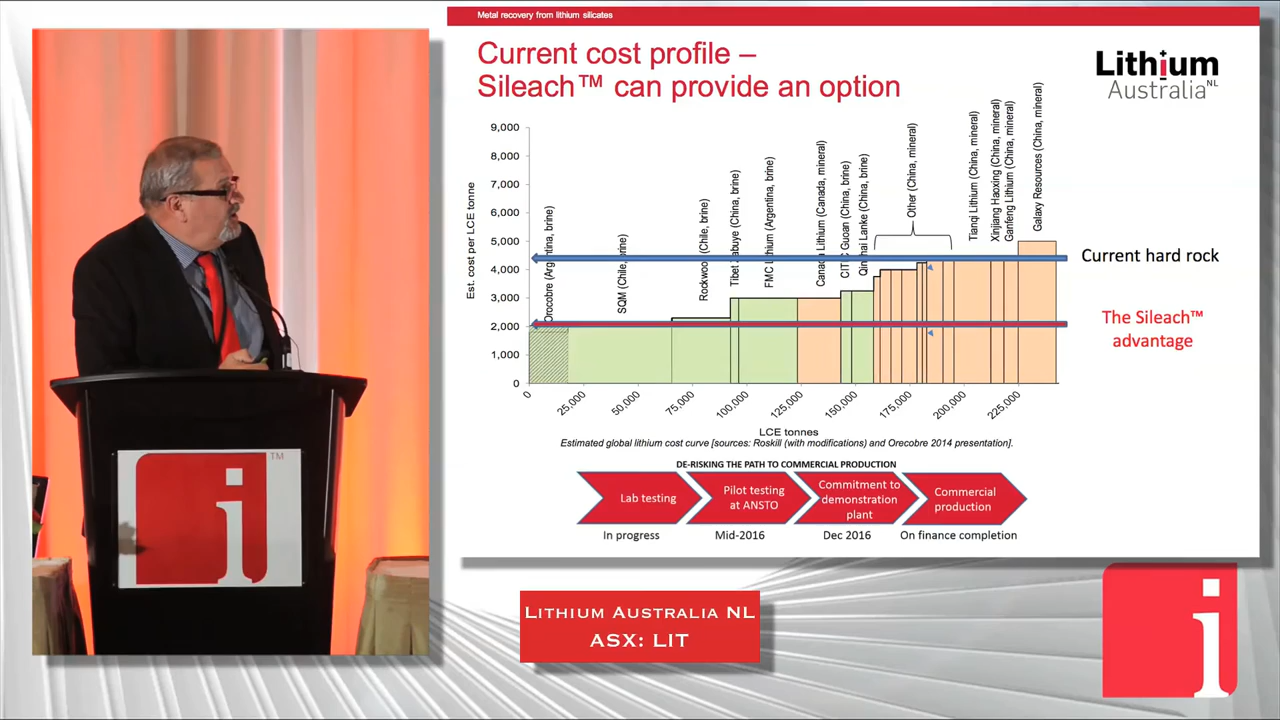 Metal recovery from lithium silicates
Current cost profile –
Sileach™ can provide an option
Lithium
Australia NL
Est. cost per LCE tonne
9,000
8,000
7,000
6,000
5,000
4,000
3,000
2,000
1,000
0
Orocobre (Argentina, brine)
SQM (Chile, brine)
Rockwood (Chile, brine)
Tibet Zabuye (China, brine)
FMC Lithium (Argentina, brine)
Canada Lithium (Canada, mineral)
CITIC Guoan (China, brine)
Qinghai Lanke (China, brine)
Other (China, mineral)
Tianqi Lithium (China, mineral)
Xinjiang Haoxing (China, mineral)
Ganfeng Lithium (China, mineral)
Galaxy Resources (China, mineral)
Current hard rock
The Sileach™
advantage
0
25,000
50,000
75,000
100,000
125,000
150,000
175,000
200,000
225,000
LCE tonnes
Estimated global lithium cost curve [sources: Roskill (with modifications) and Orecobre 2014 presentation].
DE-RISKING THE PATH TO COMMERCIAL PRODUCTION
Lab testing
Pilot testing
at ANSTO
Commitment to
demonstration
plant
Commercial
production
In progress
Mid-2016
Dec 2016
On finance completion
i
TM
Lithium Australia NL
ASX: LIT
i